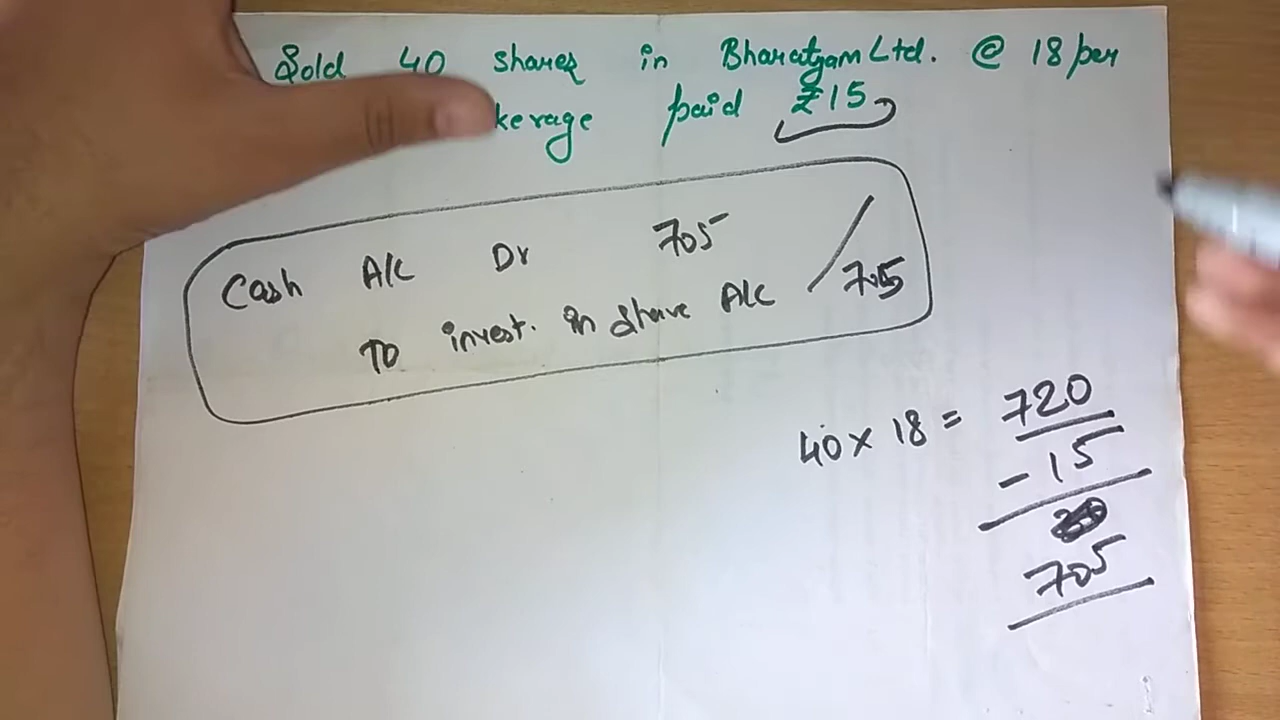 Sold 40 shares in Bharatgam Ltd. @ 18 per
kerage paid ₹15
Cash A/C Dr 705
To invest. in share A/C / 705
40 x 18 = 720
- 15
705